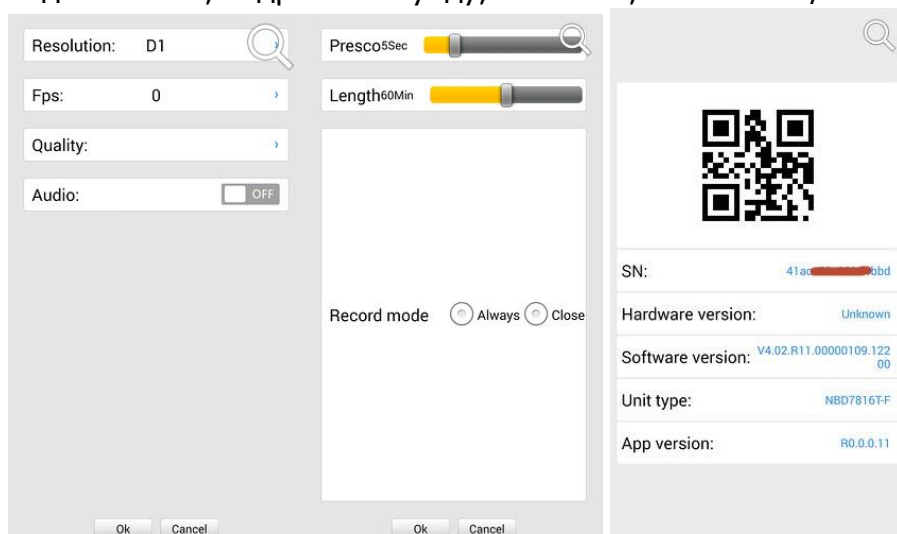 Resolution: D1
Fps: 0
Quality:
Audio: OFF
Ok Cancel
Presco5Sec
Length60Min
Record mode Always Close
Ok Cancel
SN: 41ac bbd
Hardware version: Unknown
Software version: V4.02.R11.00000109.122
00
Unit type: NBD7816T-F
App version: R0.0.0.11